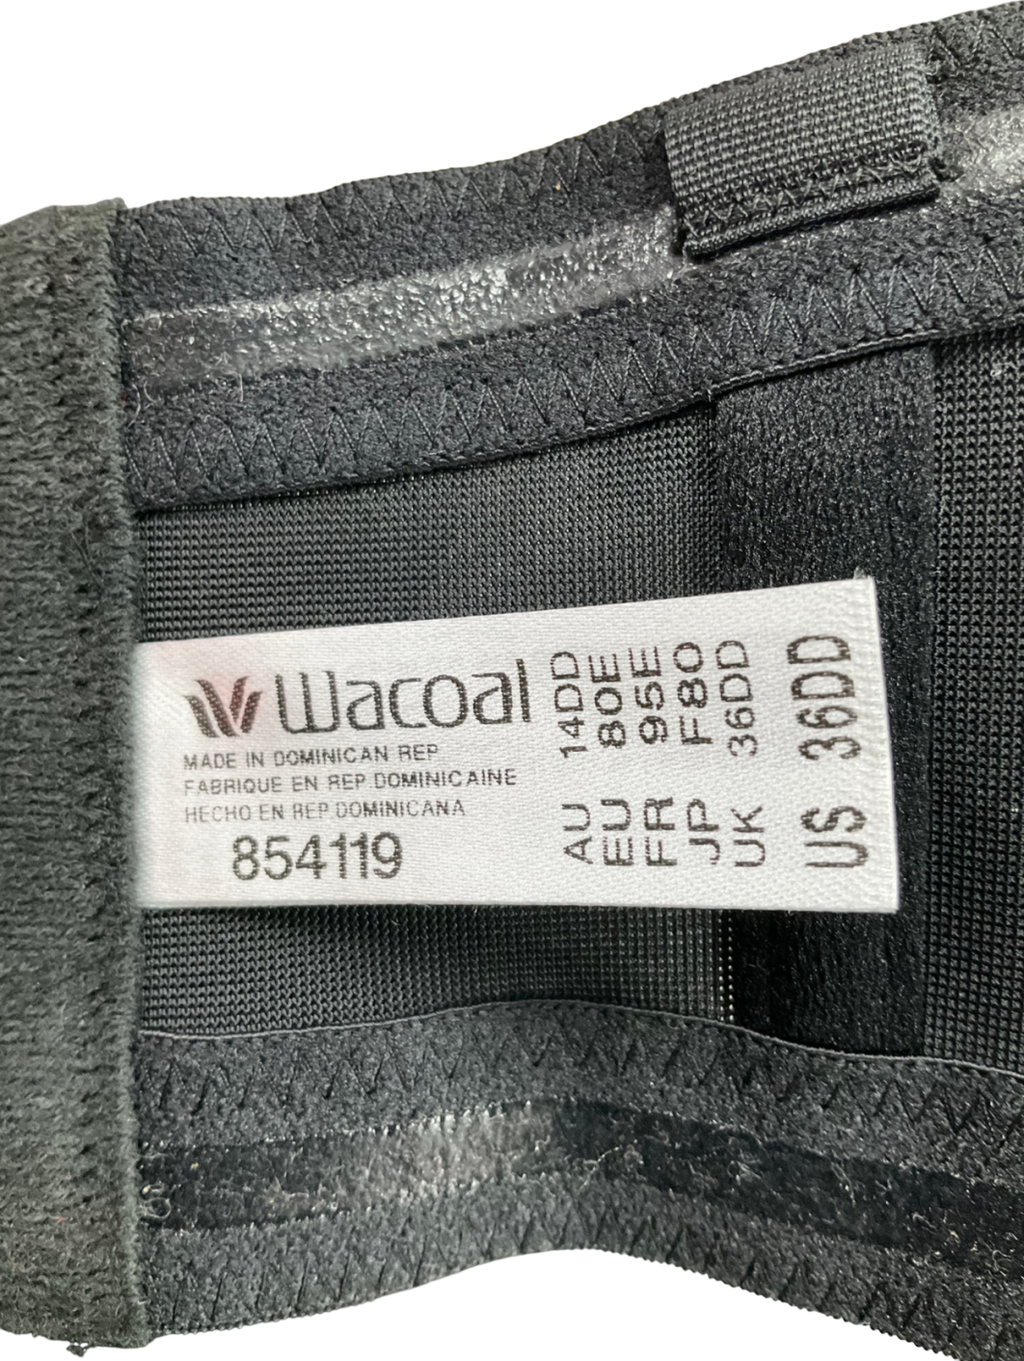 Wacoal
MADE IN DOMINICAN REP
FABRIQUE EN REP DOMINICAINE
HECHO EN REP DOMINICANA
854119
AU 14DD
EU 80E
FR 95E
JP F80
UK 36DD
US 36DD